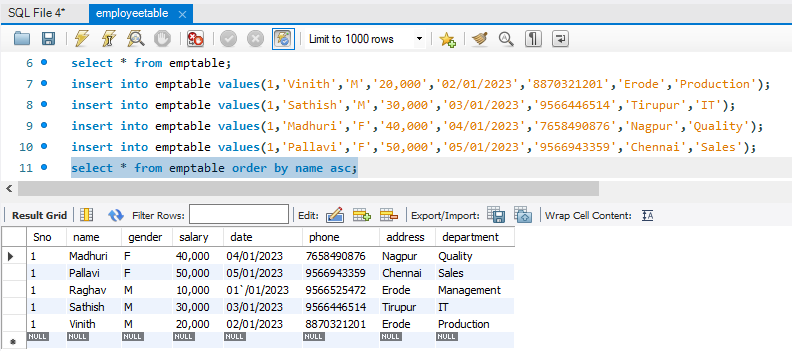 SQL File 4* employeetable ×
Limit to 1000 rows
6 select * from emptable;
7 insert into emptable values(1,'Vinith','M','20,000','02/01/2023','8870321201','Erode','Production');
8 insert into emptable values(1,'Sathish','M','30,000','03/01/2023','9566446514','Tirupur','IT');
9 insert into emptable values(1,'Madhuri','F','40,000','04/01/2023','7658490876','Nagpur','Quality');
10 insert into emptable values(1,'Pallavi','F','50,000','05/01/2023','9566943359','Chennai','Sales');
11 select * from emptable order by name asc;
Result Grid Filter Rows: Edit: Export/Import: Wrap Cell Content: IA
Sno name gender salary date phone address department
1 Madhuri F 40,000 04/01/2023 7658490876 Nagpur Quality
1 Pallavi F 50,000 05/01/2023 9566943359 Chennai Sales
1 Raghav M 10,000 01`/01/2023 9566525472 Erode Management
1 Sathish M 30,000 03/01/2023 9566446514 Tirupur IT
1 Vinith M 20,000 02/01/2023 8870321201 Erode Production
NULL NULL NULL NULL NULL NULL NULL NULL